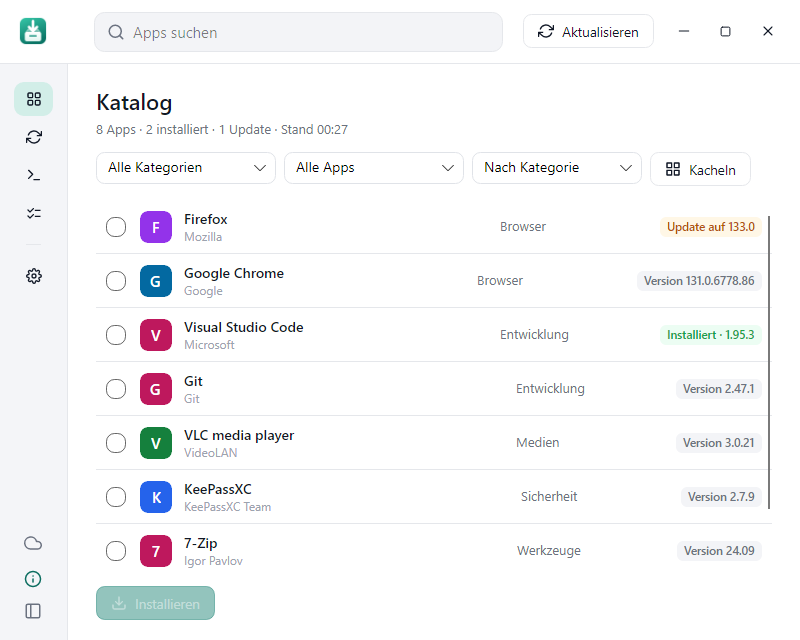 Apps suchen
Aktualisieren
Katalog
8 Apps · 2 installiert · 1 Update · Stand 00:27
Alle Kategorien
Alle Apps
Nach Kategorie
Kacheln
F
Firefox
Mozilla
Browser
Update auf 133.0
G
Google Chrome
Google
Browser
Version 131.0.6778.86
V
Visual Studio Code
Microsoft
Entwicklung
Installiert · 1.95.3
G
Git
Git
Entwicklung
Version 2.47.1
V
VLC media player
VideoLAN
Medien
Version 3.0.21
K
KeePassXC
KeePassXC Team
Sicherheit
Version 2.7.9
7
7-Zip
Igor Pavlov
Werkzeuge
Version 24.09
Installieren